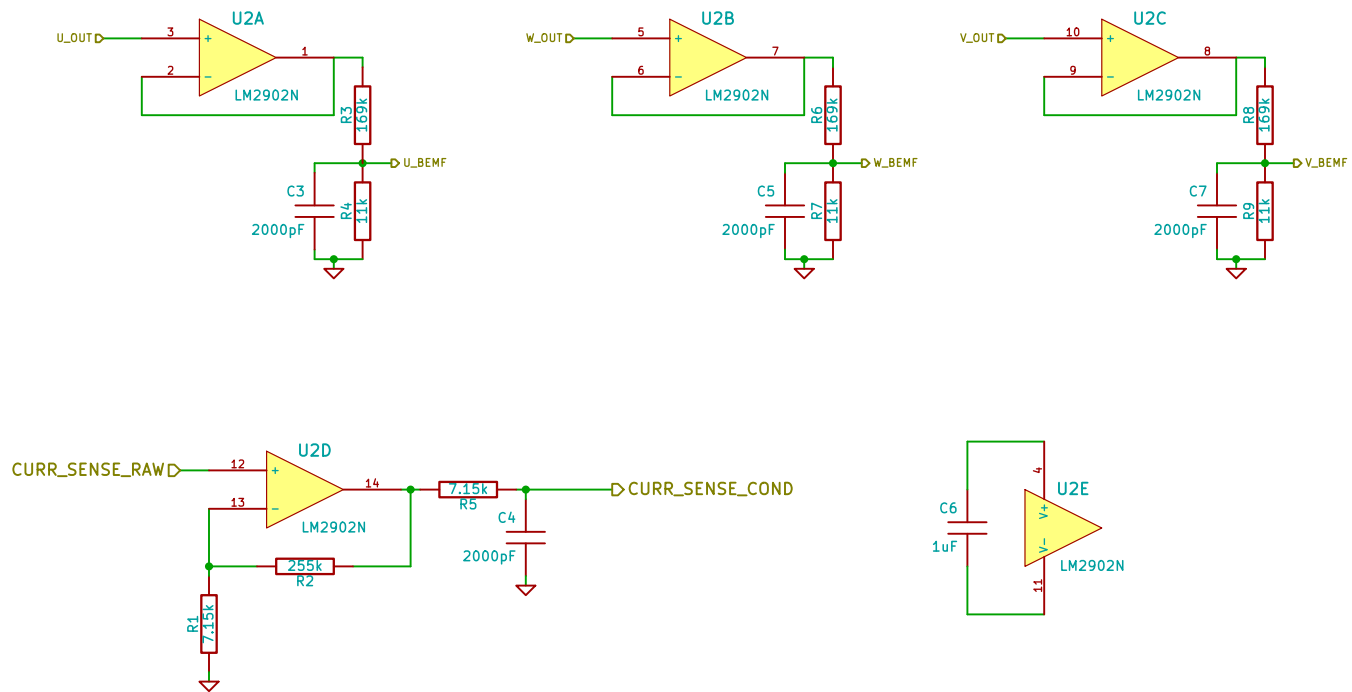 U2A
U_OUT
3
+
1
2
−
LM2902N
R3
169k
U_BEMF
C3
2000pF
R4
11k
U2B
W_OUT
5
+
7
6
−
LM2902N
R6
169k
W_BEMF
C5
2000pF
R7
11k
U2C
V_OUT
10
+
8
9
−
LM2902N
R8
169k
V_BEMF
C7
2000pF
R9
11k
U2D
CURR_SENSE_RAW
12
+
14
13
−
LM2902N
7.15k
R5
CURR_SENSE_COND
C4
2000pF
255k
R2
R1
7.15k
4
U2E
V+
C6
1uF
V-
LM2902N
11